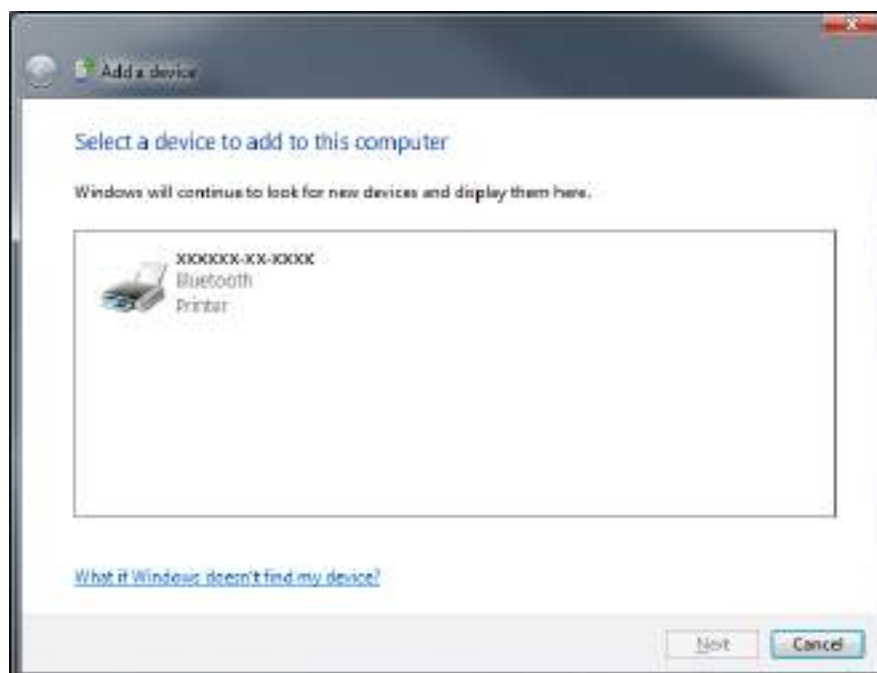 Add a device
Select a device to add to this computer
Windows will continue to look for new devices and display them here.
XXXXXX-XX-XXXX
Bluetooth
Printer
What if Windows doesn't find my device?
Next
Cancel